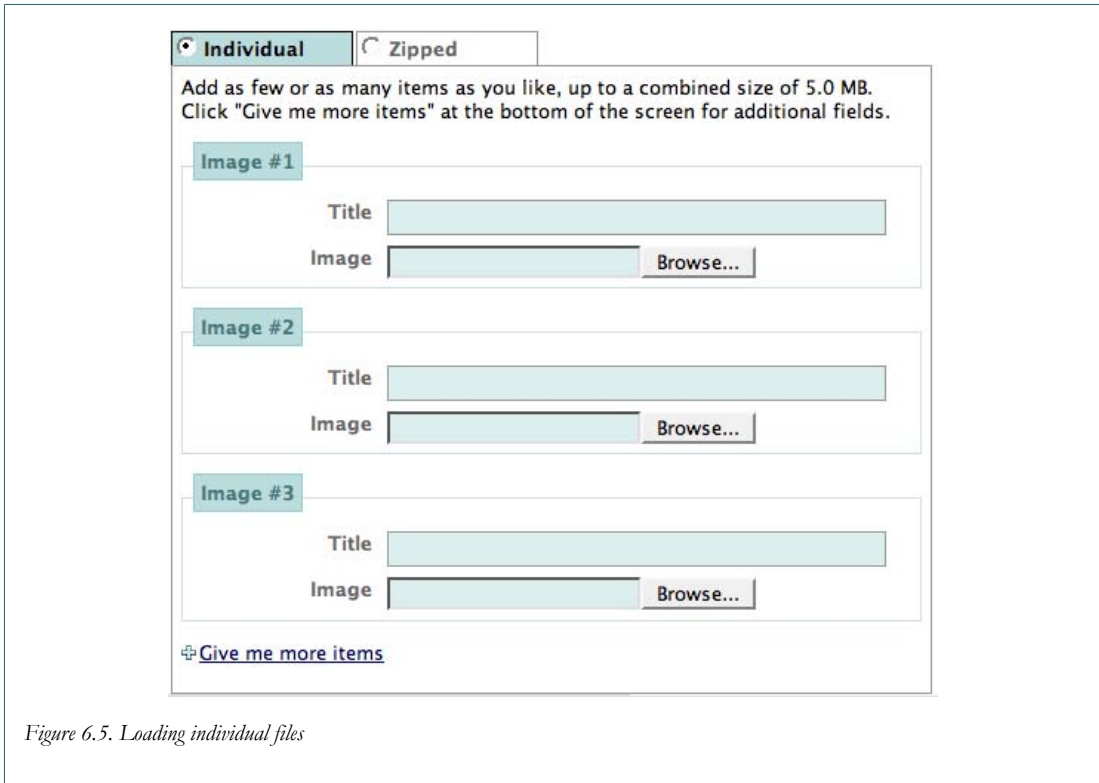 Individual
Zipped
Add as few or as many items as you like, up to a combined size of 5.0 MB.
Click "Give me more items" at the bottom of the screen for additional fields.
Image #1
Title
Image
Browse...
Image #2
Title
Image
Browse...
Image #3
Title
Image
Browse...
Give me more items
Figure 6.5. Loading individual files